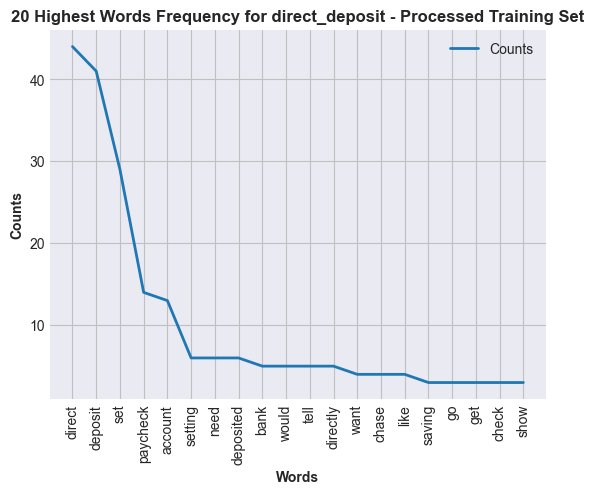 20 Highest Words Frequency for direct_deposit - Processed Training Set
Counts
40
30
20
10
Counts
direct
deposit
set
paycheck
account
setting
need
deposited
bank
would
tell
directly
want
chase
like
saving
go
get
check
show
Words